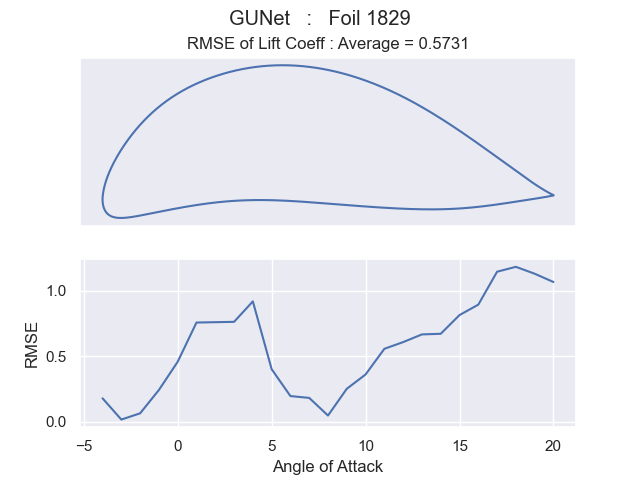 GUNet   :   Foil 1829
RMSE of Lift Coeff : Average = 0.5731
1.0
0.5
0.0
RMSE
−5 0 5 10 15 20
Angle of Attack